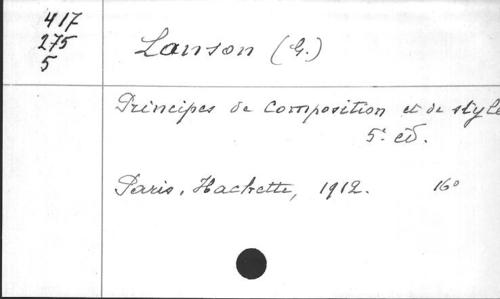 417
275
5
Lanson (G.)
Principes de composition et de style
5e éd.
Paris, Hachette, 1912. 16°